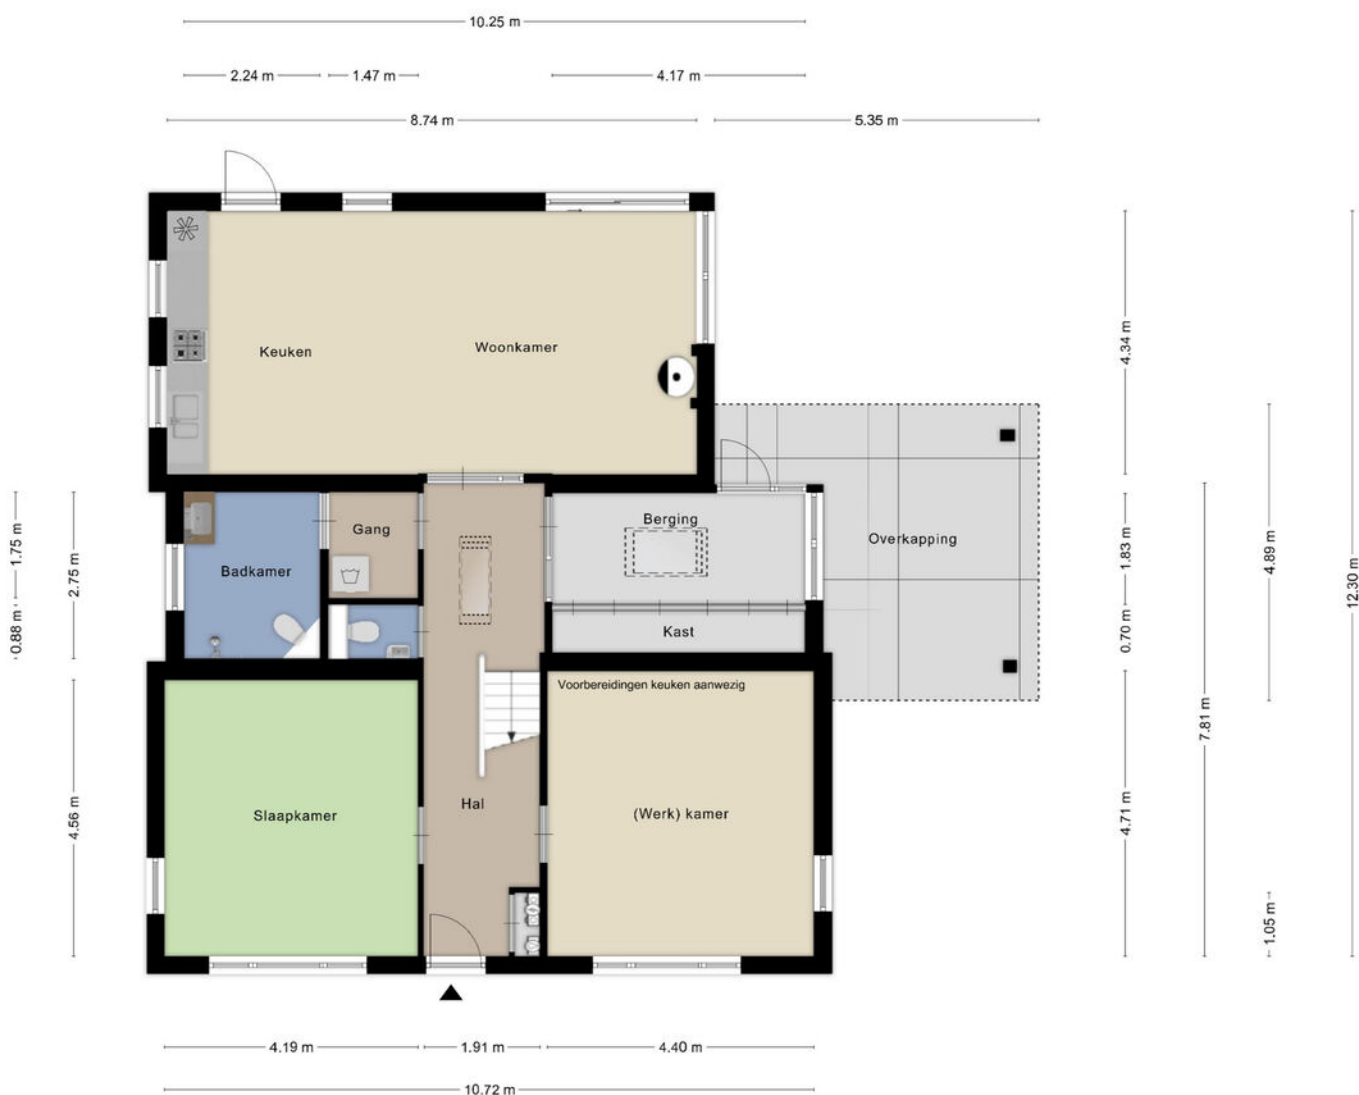 10.25 m
2.24 m
1.47 m
4.17 m
8.74 m
5.35 m
Keuken
Woonkamer
4.34 m
Gang
Berging
Badkamer
Overkapping
Kast
1.75 m
0.88 m
2.75 m
1.83 m
0.70 m
4.89 m
12.30 m
Voorbereidingen keuken aanwezig
7.81 m
Hal
Slaapkamer
(Werk) kamer
4.56 m
4.71 m
1.05 m
4.19 m
1.91 m
4.40 m
10.72 m